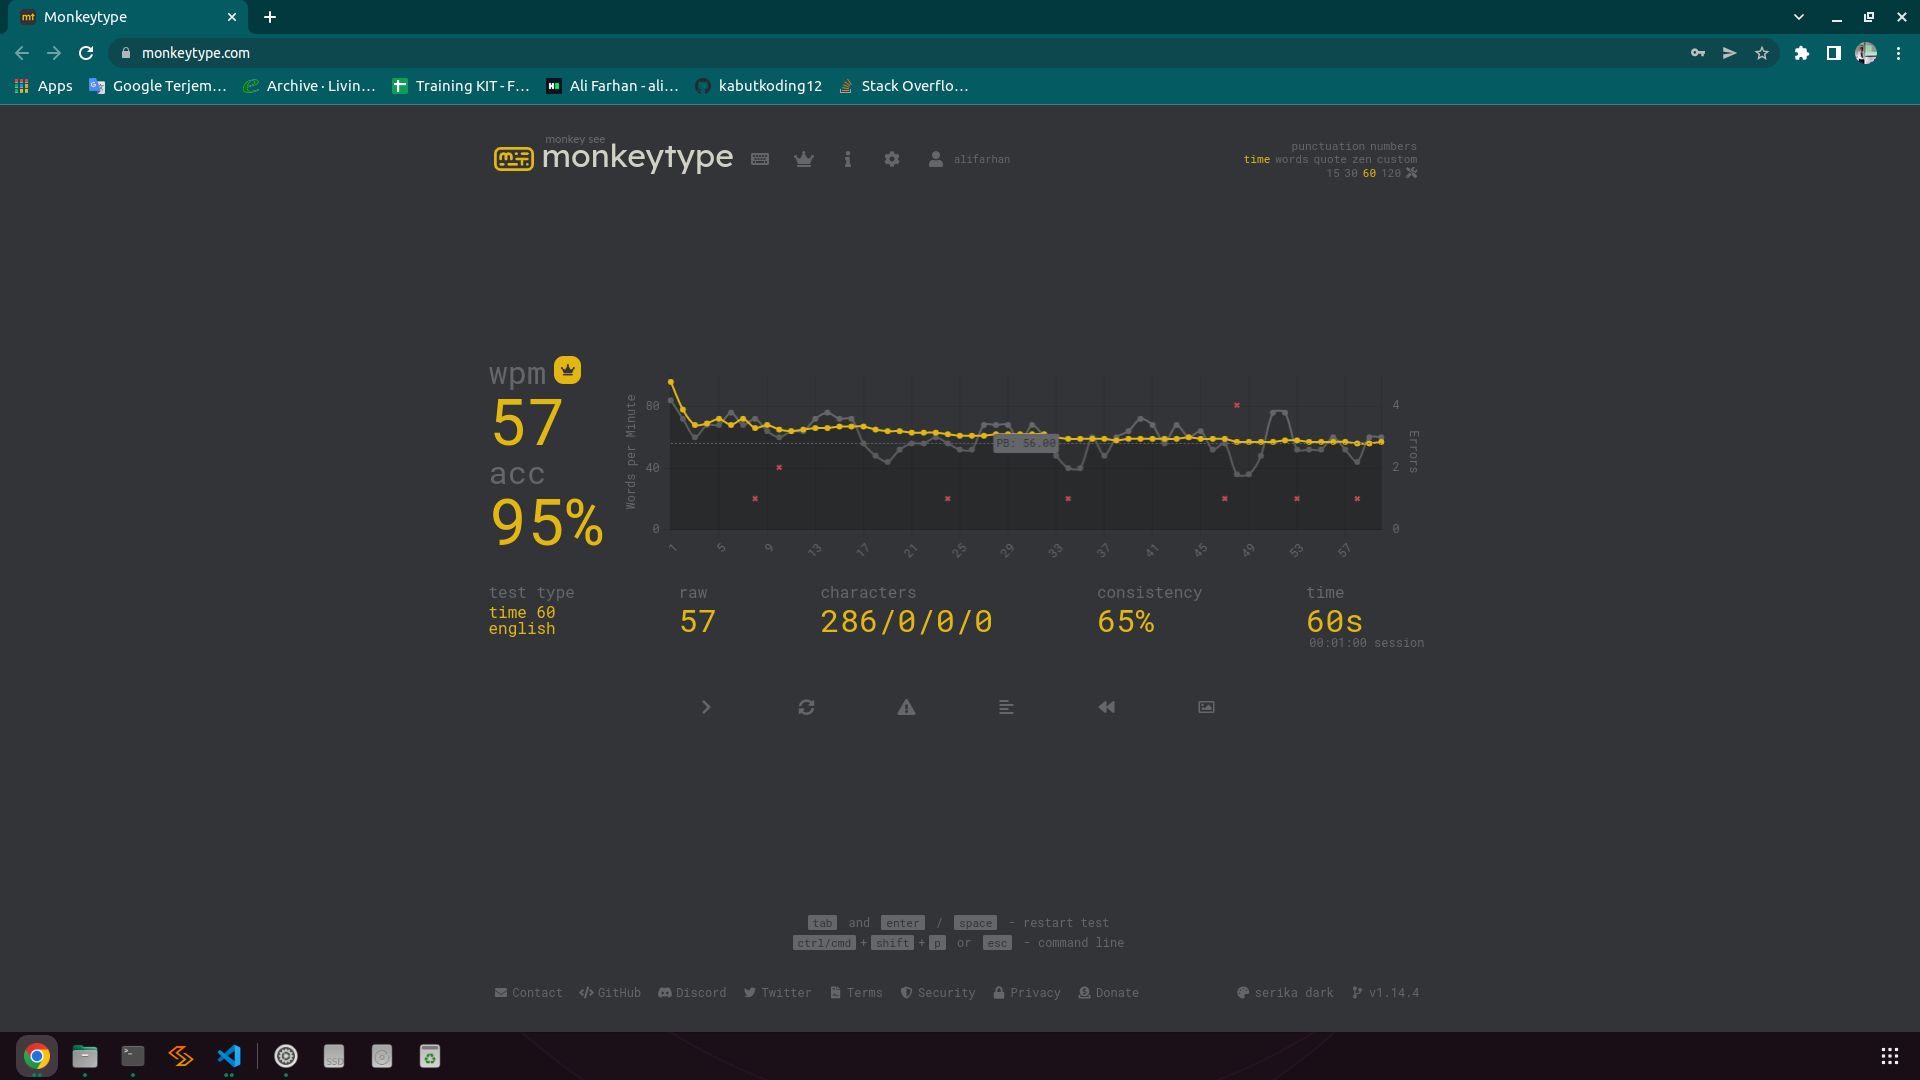 mt Monkeytype
monkeytype.com
Apps Google Terjem... Archive · Livin... Training KIT - F... Ali Farhan - ali... kabutkoding12 Stack Overflo...
monkey see
monkeytype
alifarhan
punctuation numbers
time words quote zen custom
15 30 60 120
wpm
57
acc
95%
Words per Minute
80
40
0
PB: 56.00
4
2
0
Errors
1 5 9 13 17 21 25 29 33 37 41 45 49 53 57
test type
time 60
english
raw
57
characters
286/0/0/0
consistency
65%
time
60s
00:01:00 session
tab and enter / space - restart test
ctrl/cmd + shift + p or esc - command line
Contact GitHub Discord Twitter Terms Security Privacy Donate serika dark v1.14.4
SSD